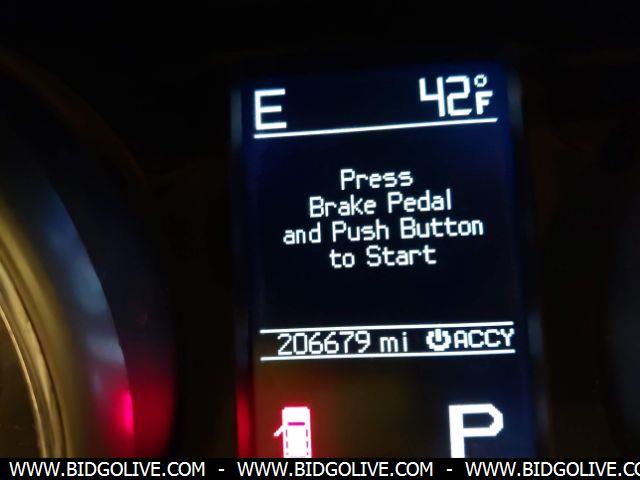 E 42°F
Press
Brake Pedal
and Push Button
to Start
206679 mi ACCY
P
WWW.BIDGOLIVE.COM - WWW.BIDGOLIVE.COM - WWW.BIDGOLIVE.CO